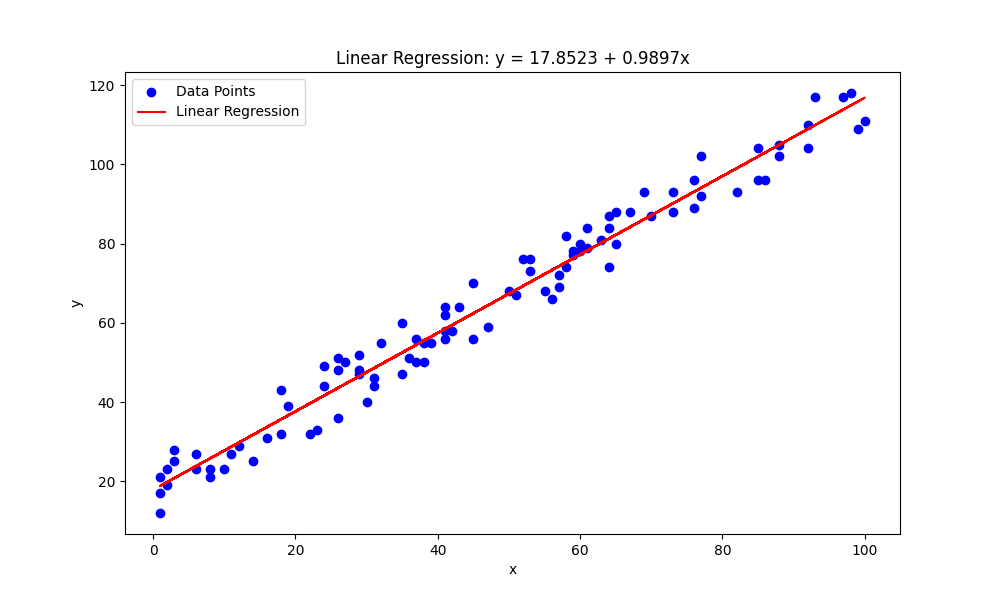 Linear Regression: y = 17.8523 + 0.9897x
Data Points
Linear Regression
120
100
80
60
40
20
y
0
20
40
60
80
100
x